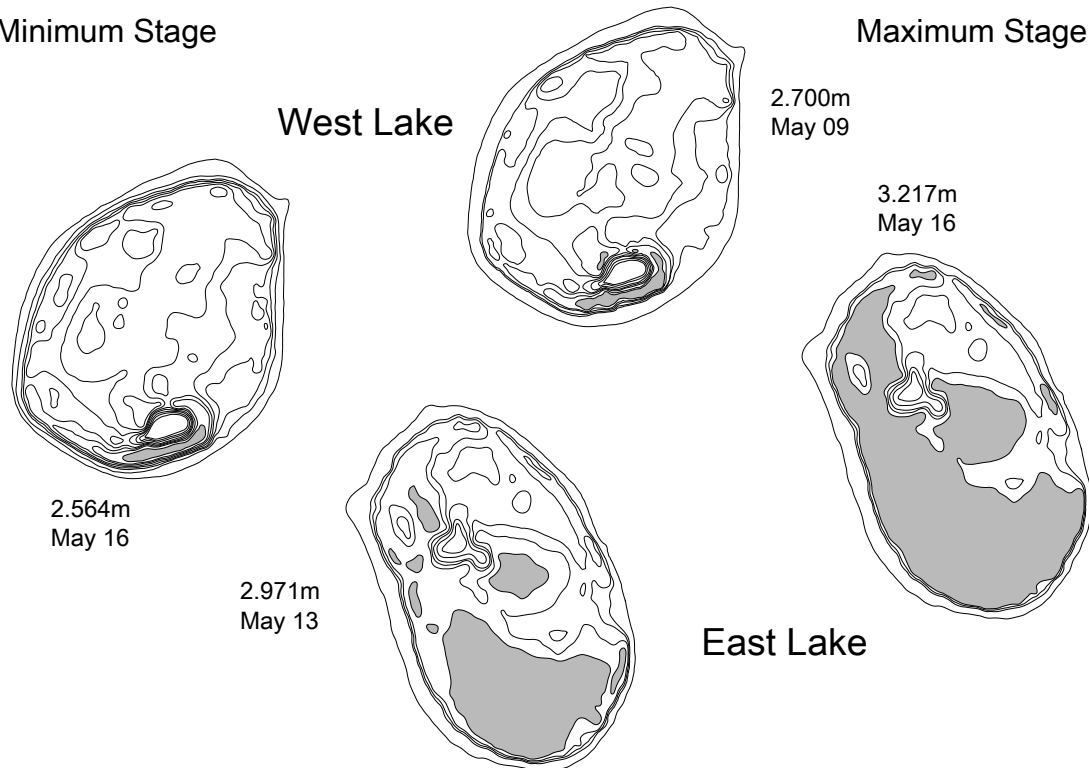 Minimum Stage
Maximum Stage
West Lake
2.700m
May 09
3.217m
May 16
2.564m
May 16
2.971m
May 13
East Lake